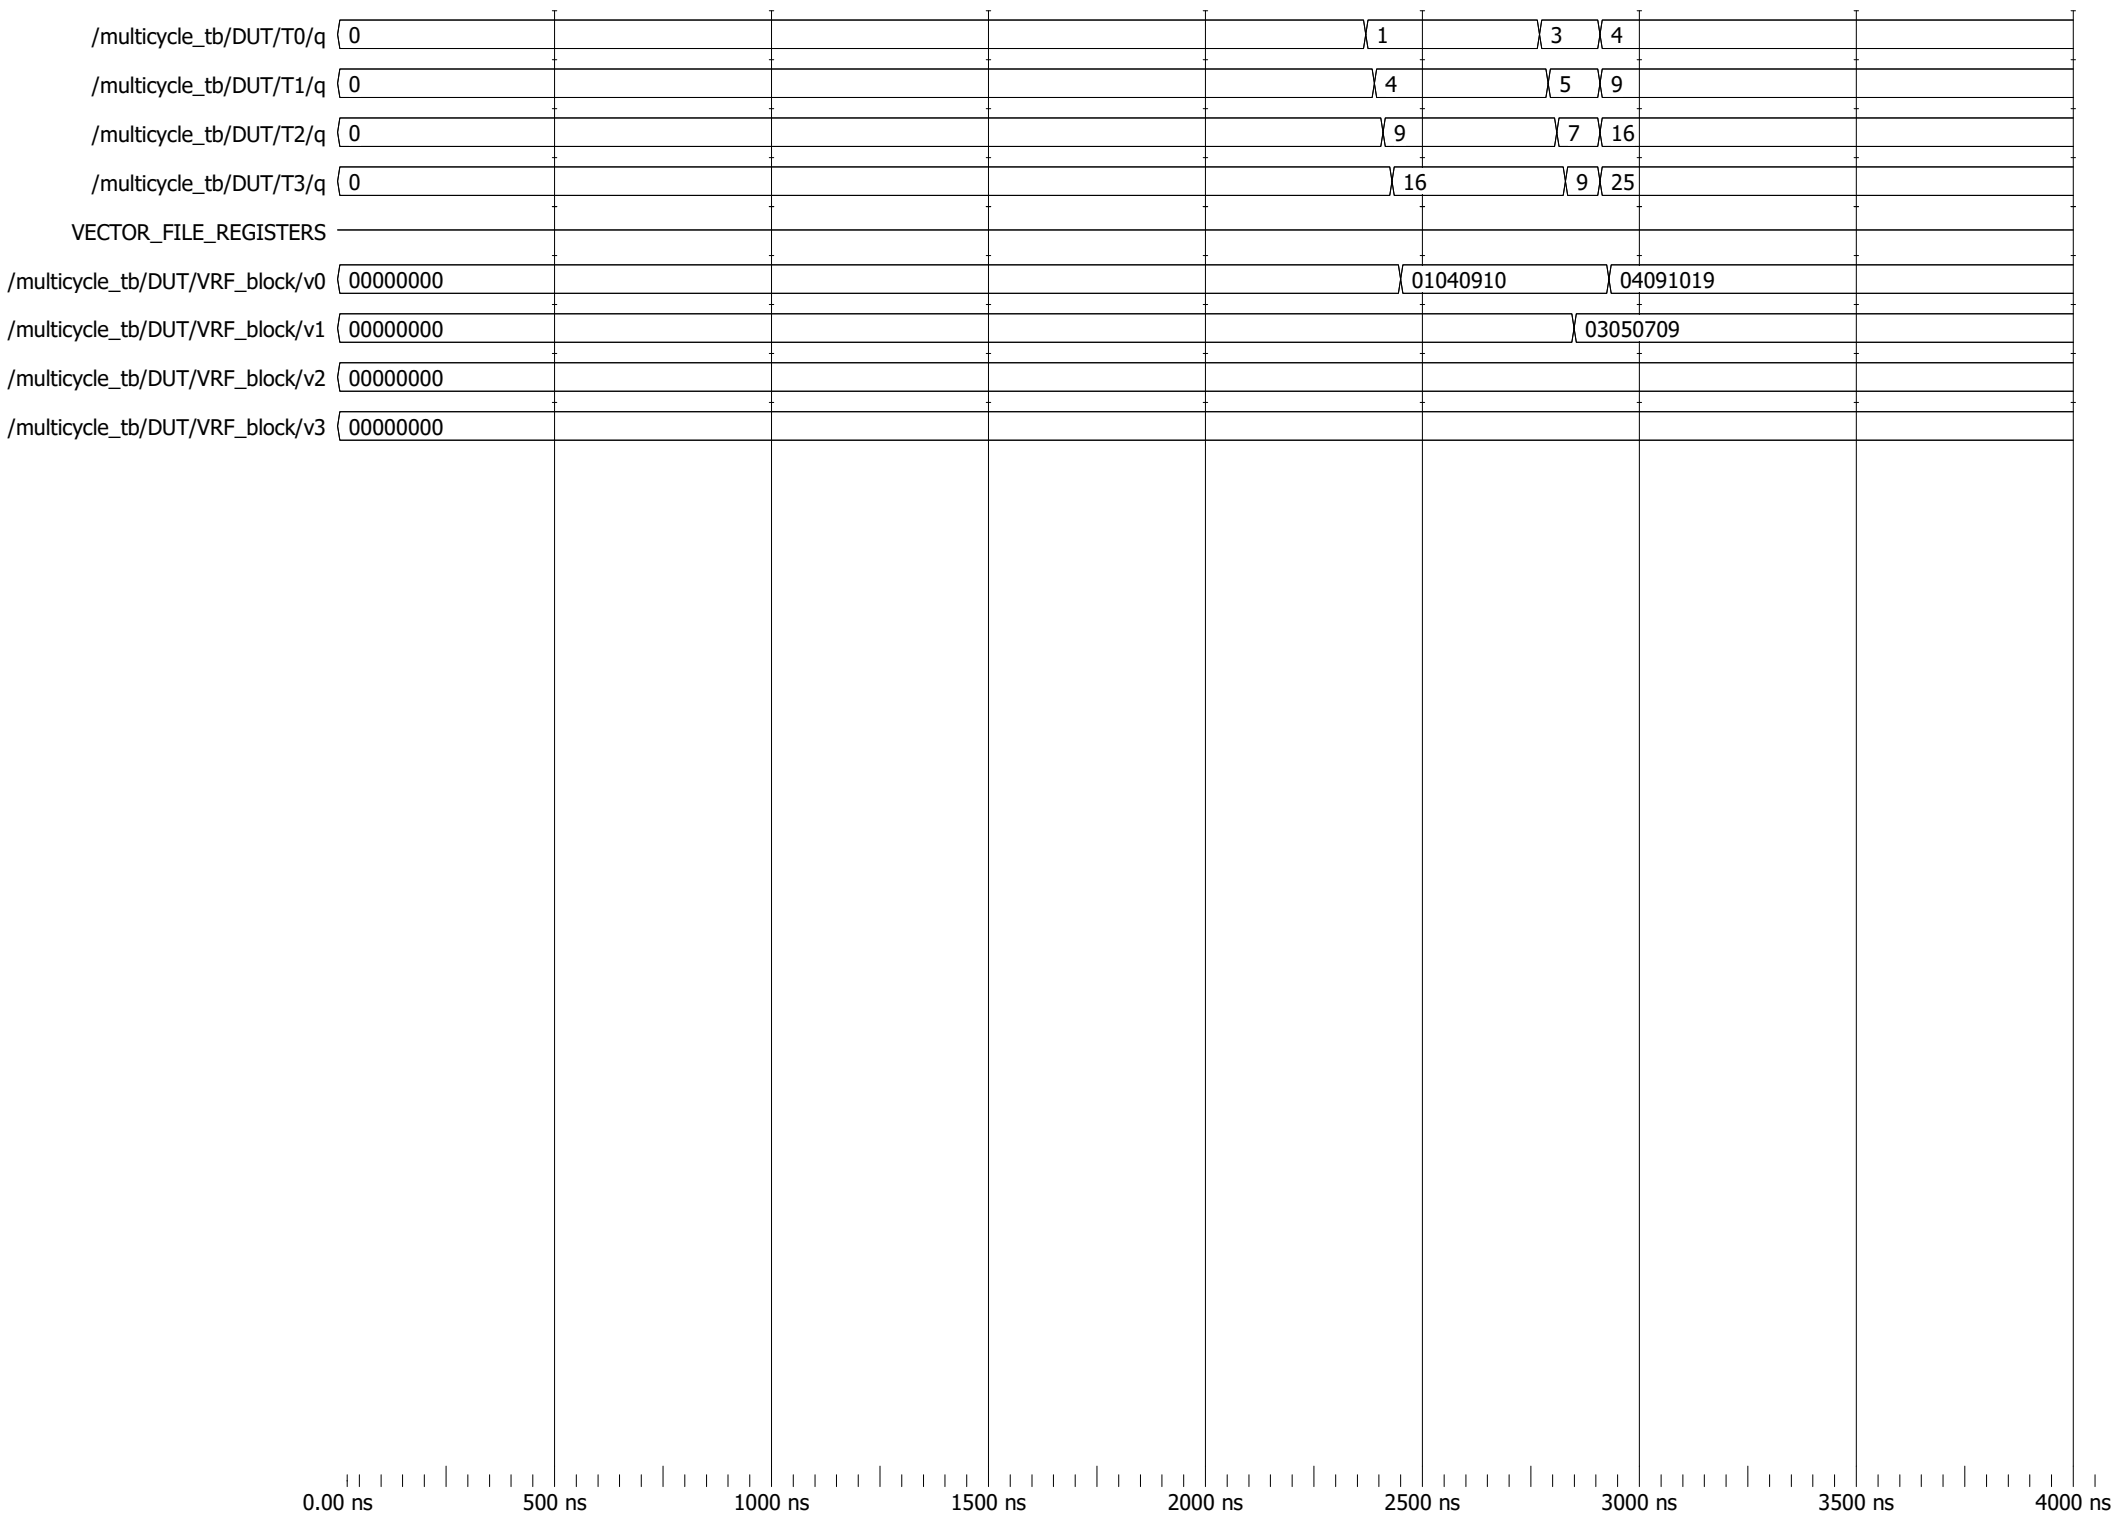 /multicycle_tb/DUT/T0/q 0 1 3 4
/multicycle_tb/DUT/T1/q 0 4 5 9
/multicycle_tb/DUT/T2/q 0 9 7 16
/multicycle_tb/DUT/T3/q 0 16 9 25
VECTOR_FILE_REGISTERS
/multicycle_tb/DUT/VRF_block/v0 00000000 01040910 04091019
/multicycle_tb/DUT/VRF_block/v1 00000000 03050709
/multicycle_tb/DUT/VRF_block/v2 00000000
/multicycle_tb/DUT/VRF_block/v3 00000000
0.00 ns 500 ns 1000 ns 1500 ns 2000 ns 2500 ns 3000 ns 3500 ns 4000 ns